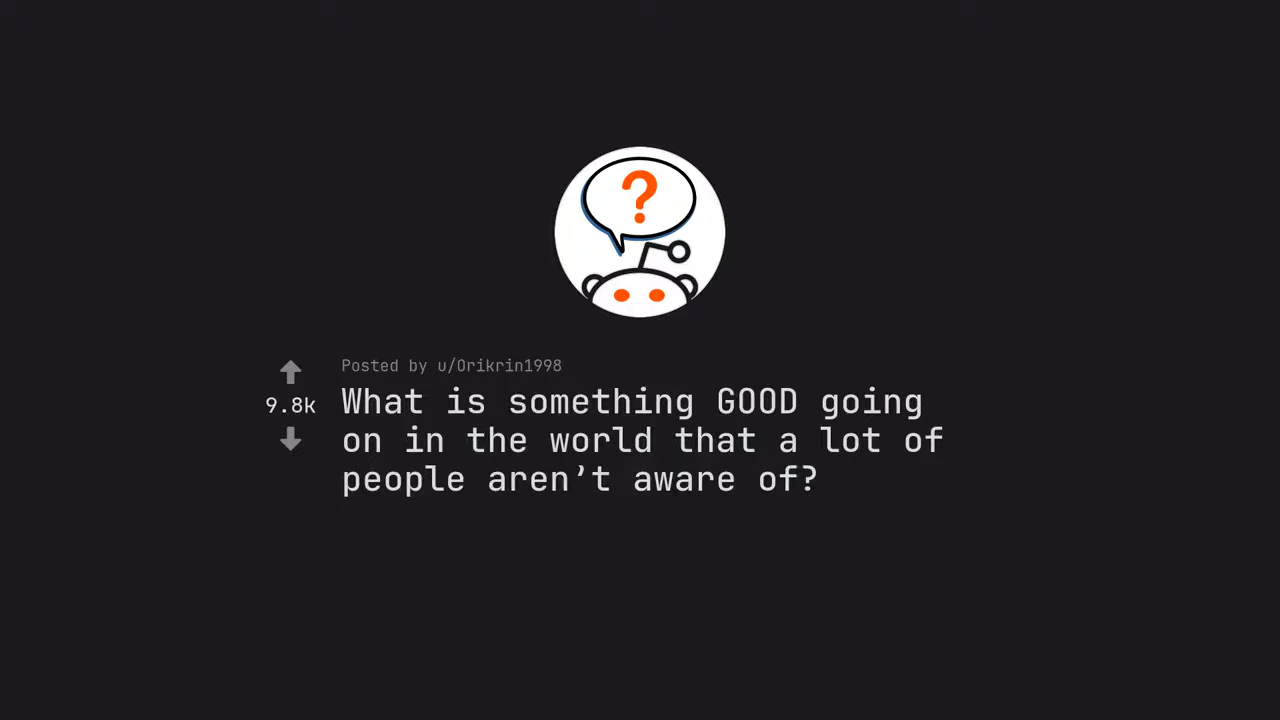 ?
Posted by u/Orikrin1998
9.8k
What is something GOOD going
on in the world that a lot of
people aren’t aware of?